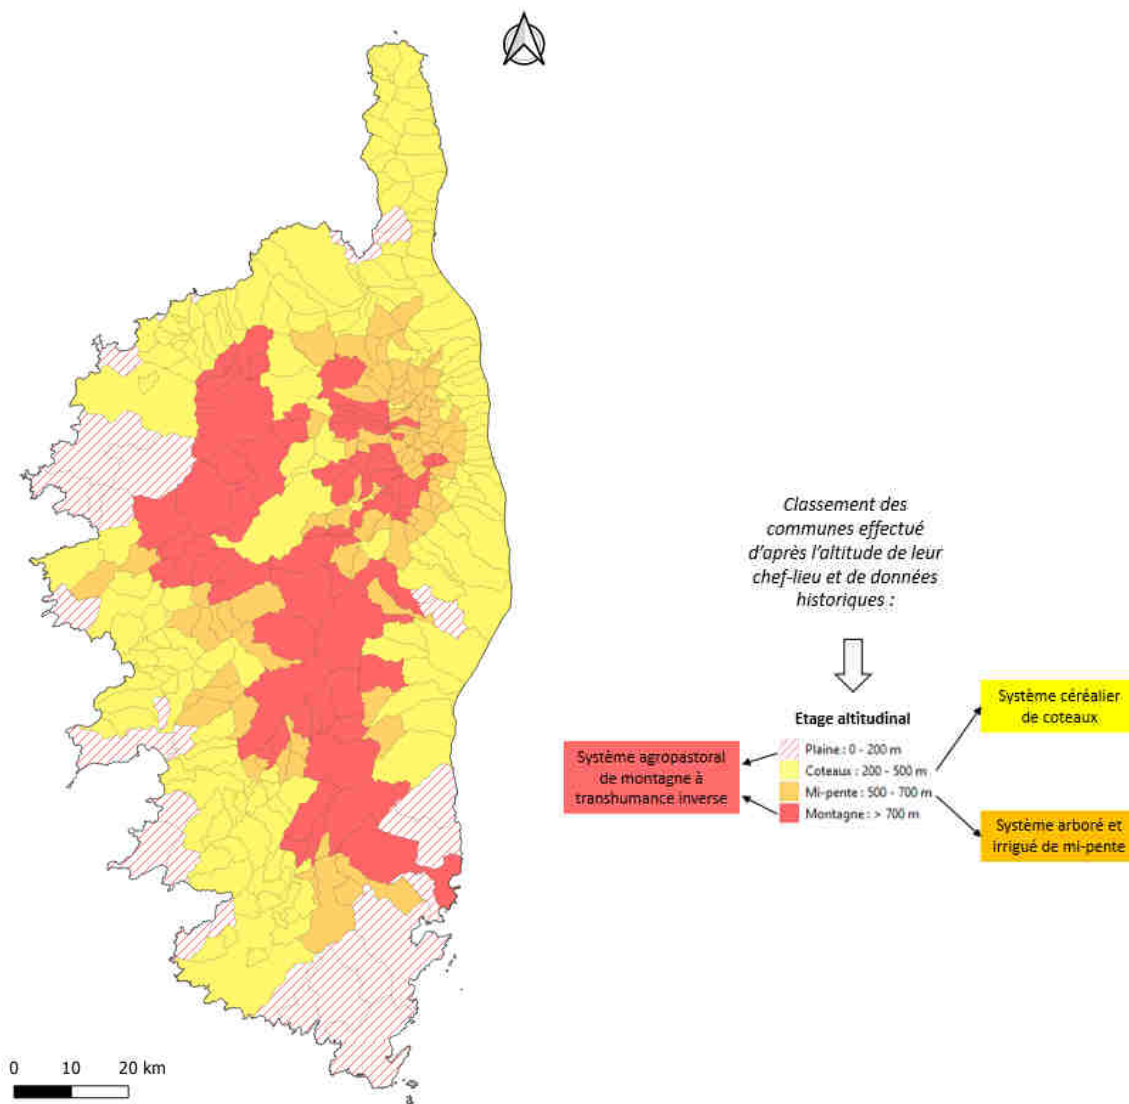 Classement des
communes effectué
d'après l'altitude de leur
chef-lieu et de données
historiques :
Etage altitudinal
Plaine : 0 - 200 m
Coteaux : 200 - 500 m
Mi-pente : 500 - 700 m
Montagne : > 700 m
Système agropastoral
de montagne à
transhumance inverse
Système céréalier
de coteaux
Système arboré et
irrigué de mi-pente
0 10 20 km